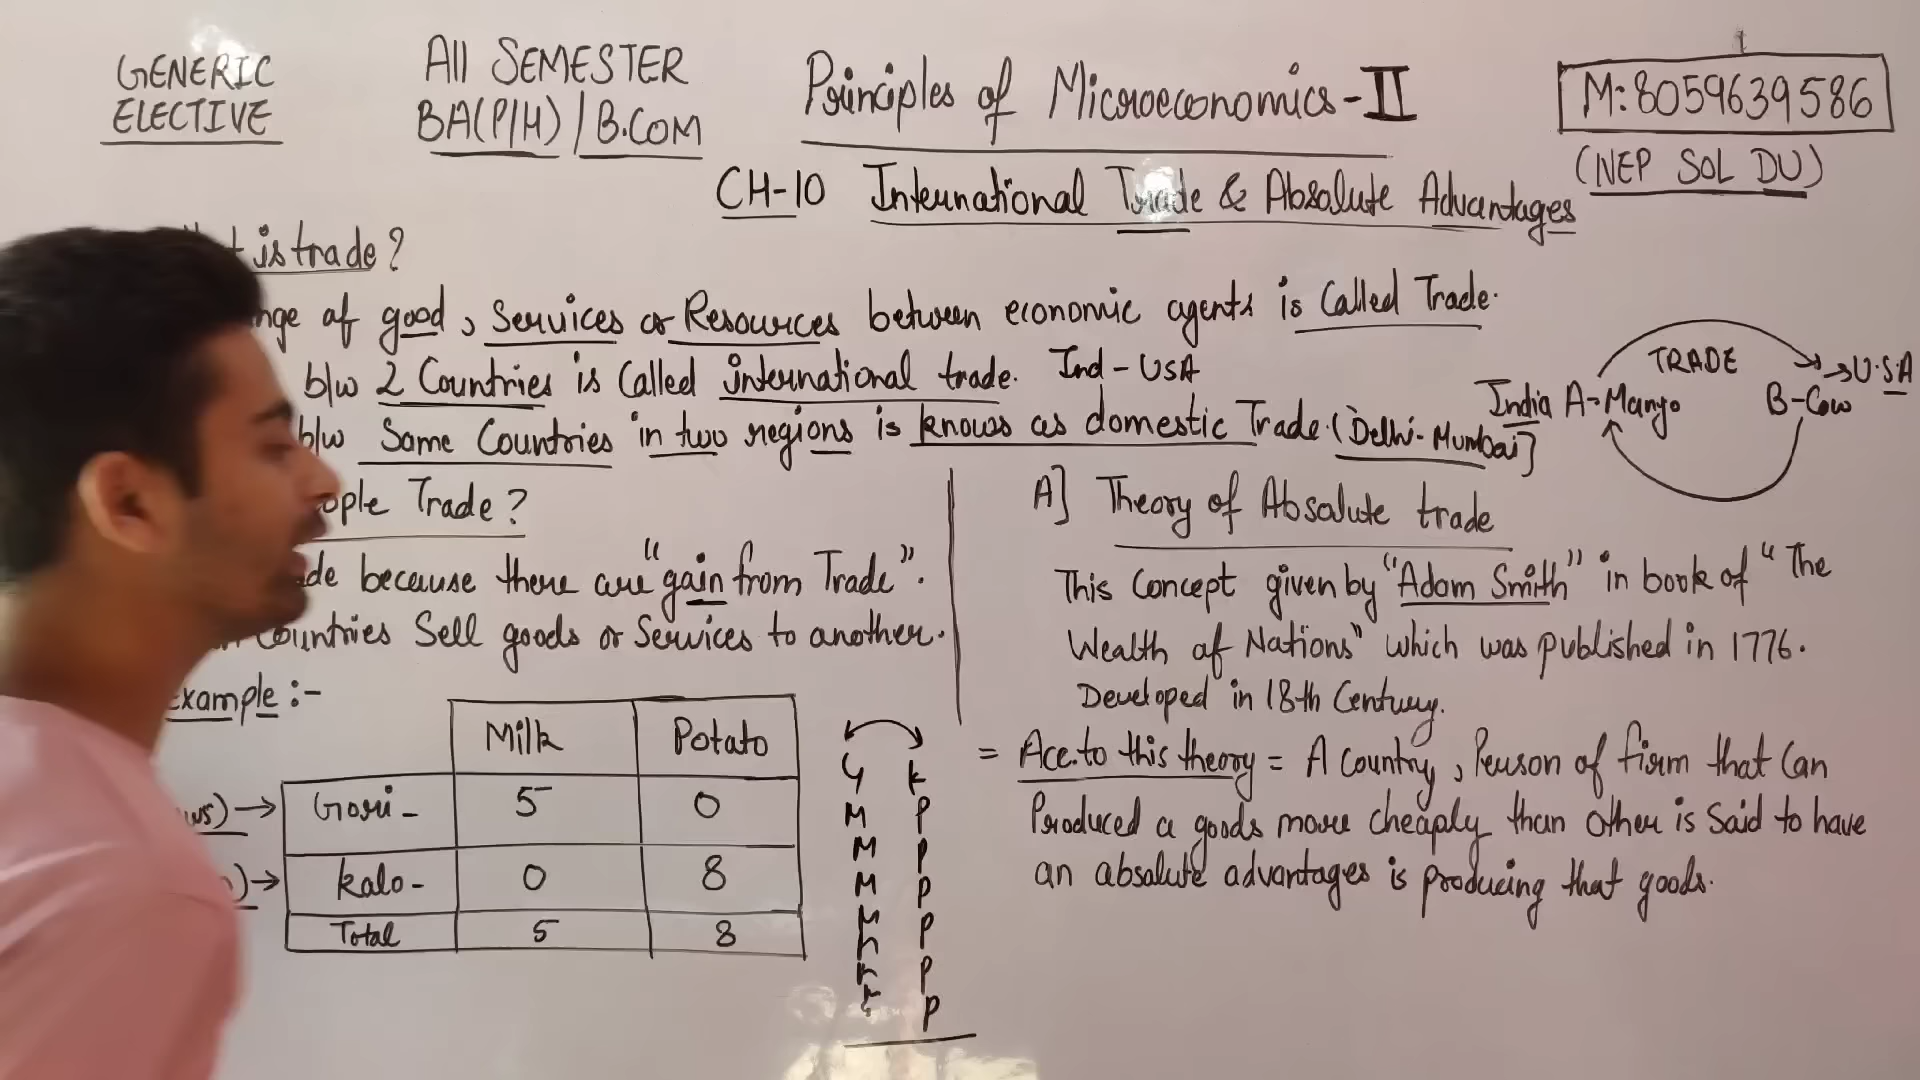 GENERIC
ELECTIVE
All SEMESTER
BA(P/H) / B.COM
Principles of Microeconomics-II
M: 8059639586
(NEP SOL DU)
CH-10 International Trade & Absolute Advantages
is trade?
of good, Services or Resources between economic agents is Called Trade.
b/w 2 Countries is Called international trade. Ind - USA
b/w Same Countries in two regions is knows as domestic Trade. (Delhi-Mumbai]
TRADE
India A-Mango
B-Cow
U.S.A
Trade?
because there are "gain from Trade".
Countries Sell goods or Services to another.
Example :-
Milk Potato
Gori - 5 0
kalo - 0 8
Total 5 8
G K
M P
M P
M P
M P
P
P
A] Theory of Absolute trade
This Concept given by "Adam Smith" in book of "The
Wealth of Nations" which was published in 1776.
Developed in 18th Century.
= Acc. to this theory = A Country, Person of firm that Can
Produced a goods more cheaply than other is Said to have
an absolute advantages is producing that goods.